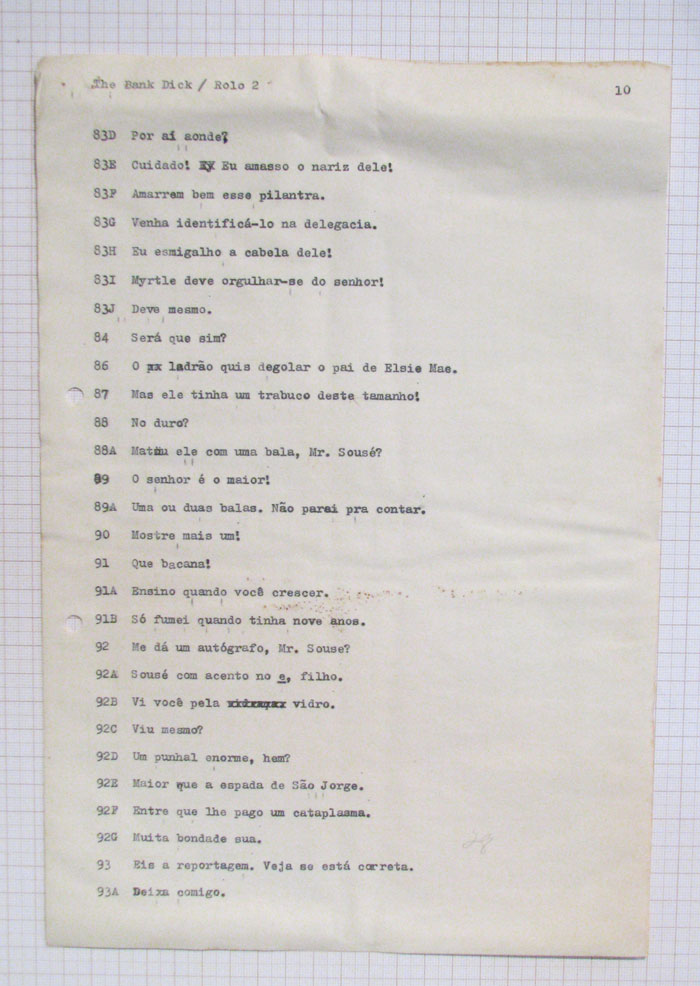 The Bank Dick / Rolo 2 10
83D Por aí aonde?
83E Cuidado! Eu amasso o nariz dele!
83F Amarrem bem esse pilantra.
83G Venha identificá-lo na delegacia.
83H Eu esmigalho a cabela dele!
83I Myrtle deve orgulhar-se do senhor!
83J Deve mesmo.
84 Será que sim?
86 O xx ladrão quis degolar o pai de Elsie Mae.
87 Mas ele tinha um trabuco deste tamanho!
88 No duro?
88A Matou ele com uma bala, Mr. Sousé?
89 O senhor é o maior!
89A Uma ou duas balas. Não parai pra contar.
90 Mostre mais um!
91 Que bacana!
91A Ensino quando você crescer.
91B Só fumei quando tinha nove anos.
92 Me dá um autógrafo, Mr. Souse?
92A Sousé com acento no e, filho.
92B Vi você pela vidro.
92C Viu mesmo?
92D Um punhal enorme, hem?
92E Maior que a espada de São Jorge.
92F Entre que lhe pago um cataplasma.
92G Muita bondade sua.
93 Eis a reportagem. Veja se está correta.
93A Deixa comigo.